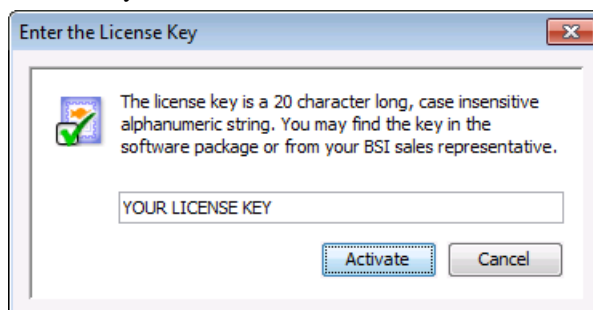 Enter the License Key
The license key is a 20 character long, case insensitive
alphanumeric string. You may find the key in the
software package or from your BSI sales representative.
YOUR LICENSE KEY
Activate Cancel